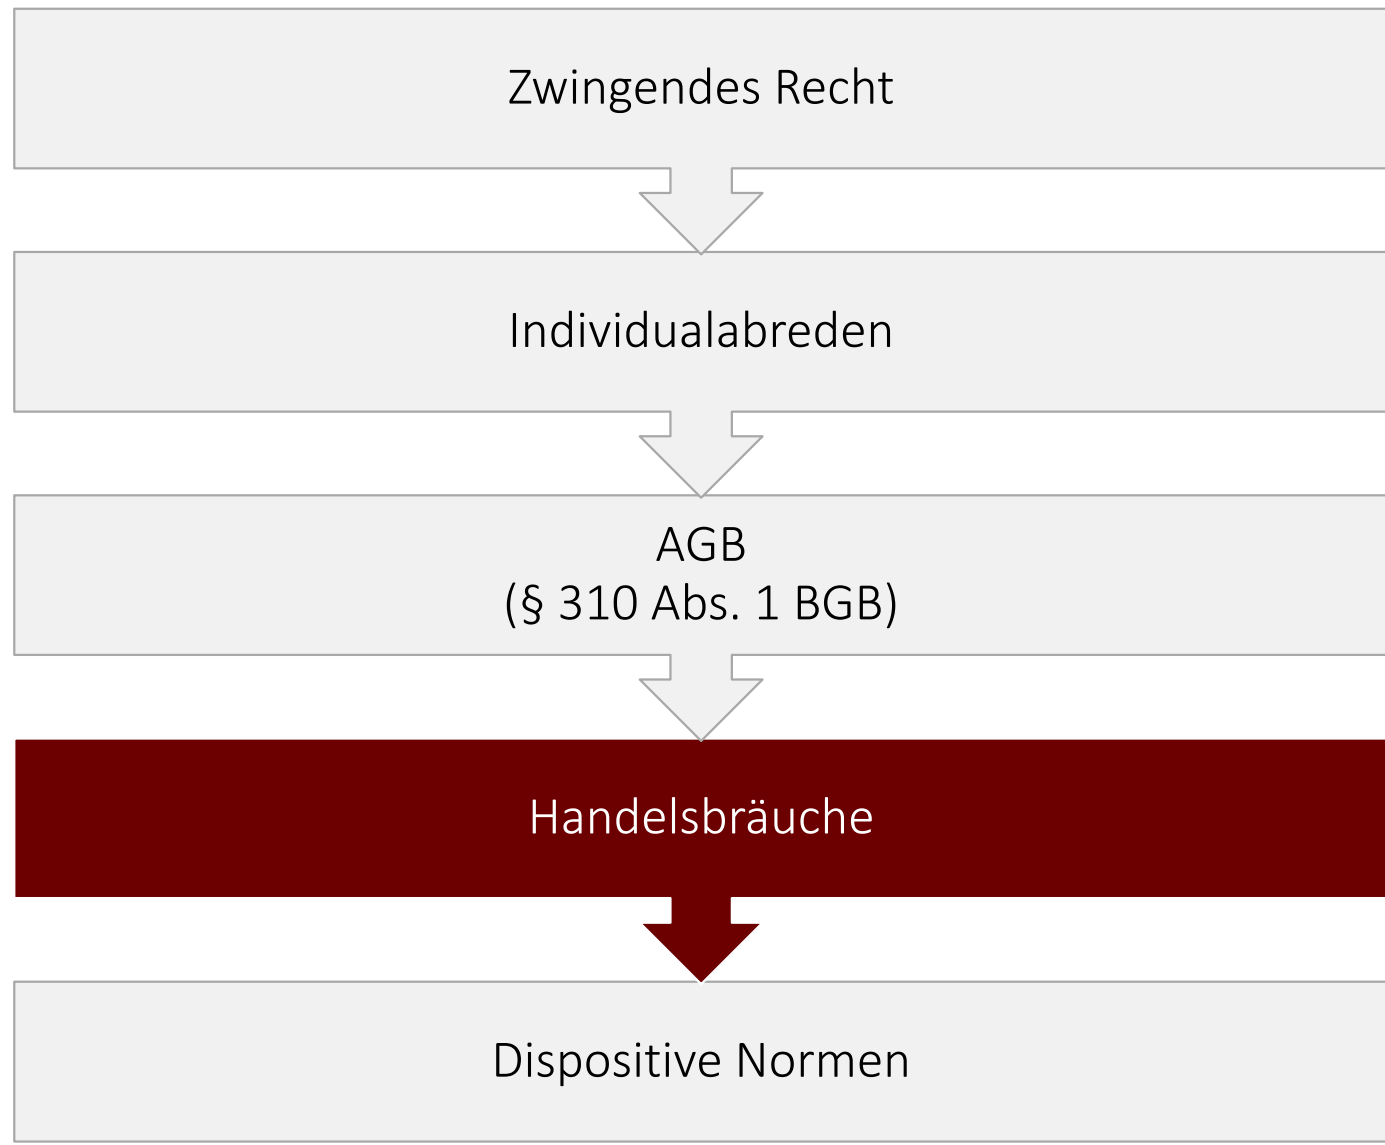 Zwingendes Recht
Individualabreden
AGB
(§ 310 Abs. 1 BGB)
Handelsbräuche
Dispositive Normen